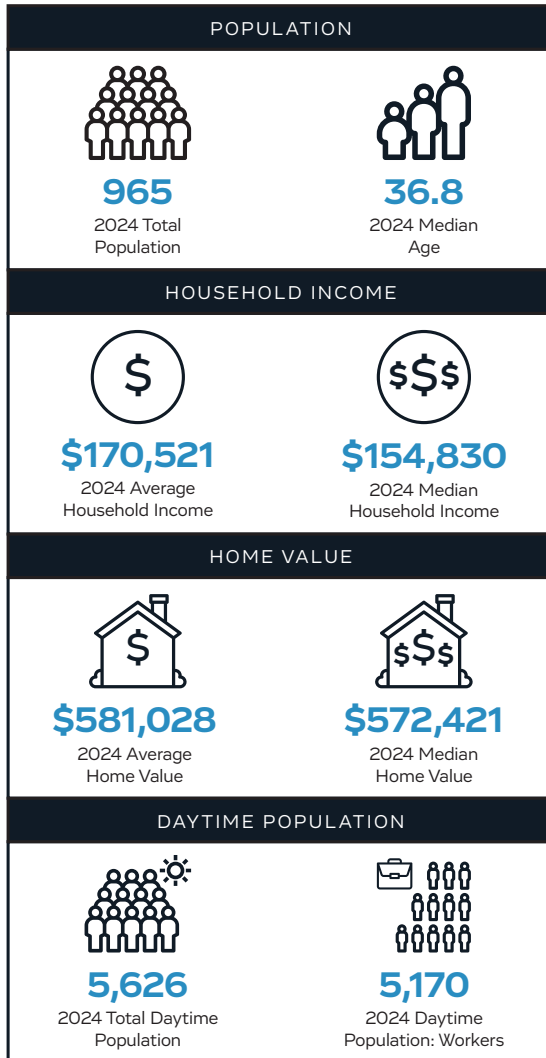 POPULATION
965
2024 Total
Population
36.8
2024 Median
Age
HOUSEHOLD INCOME
$
$$$
$170,521
2024 Average
Household Income
$154,830
2024 Median
Household Income
HOME VALUE
$
$$$
$581,028
2024 Average
Home Value
$572,421
2024 Median
Home Value
DAYTIME POPULATION
5,626
2024 Total Daytime
Population
5,170
2024 Daytime
Population: Workers